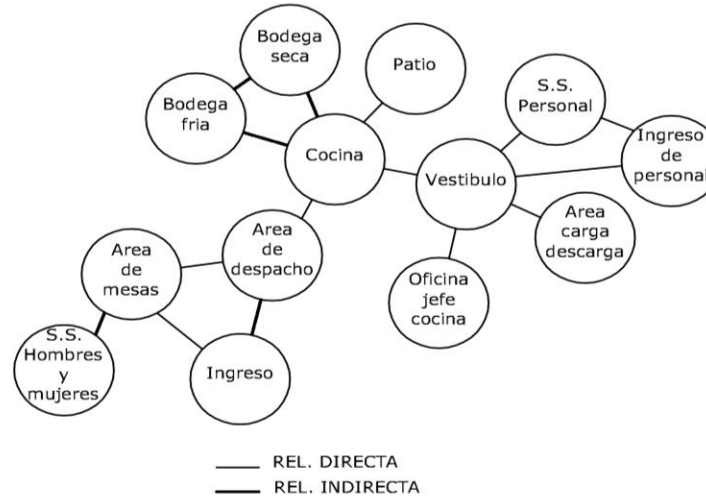 Bodega
seca
Patio
Bodega
fria
S.S.
Personal
Cocina
Ingreso
de
personal
Vestibulo
Area
carga
descarga
Area
de
despacho
Area
de
mesas
Oficina
jefe
cocina
S.S.
Hombres
y
mujeres
Ingreso
REL. DIRECTA
REL. INDIRECTA